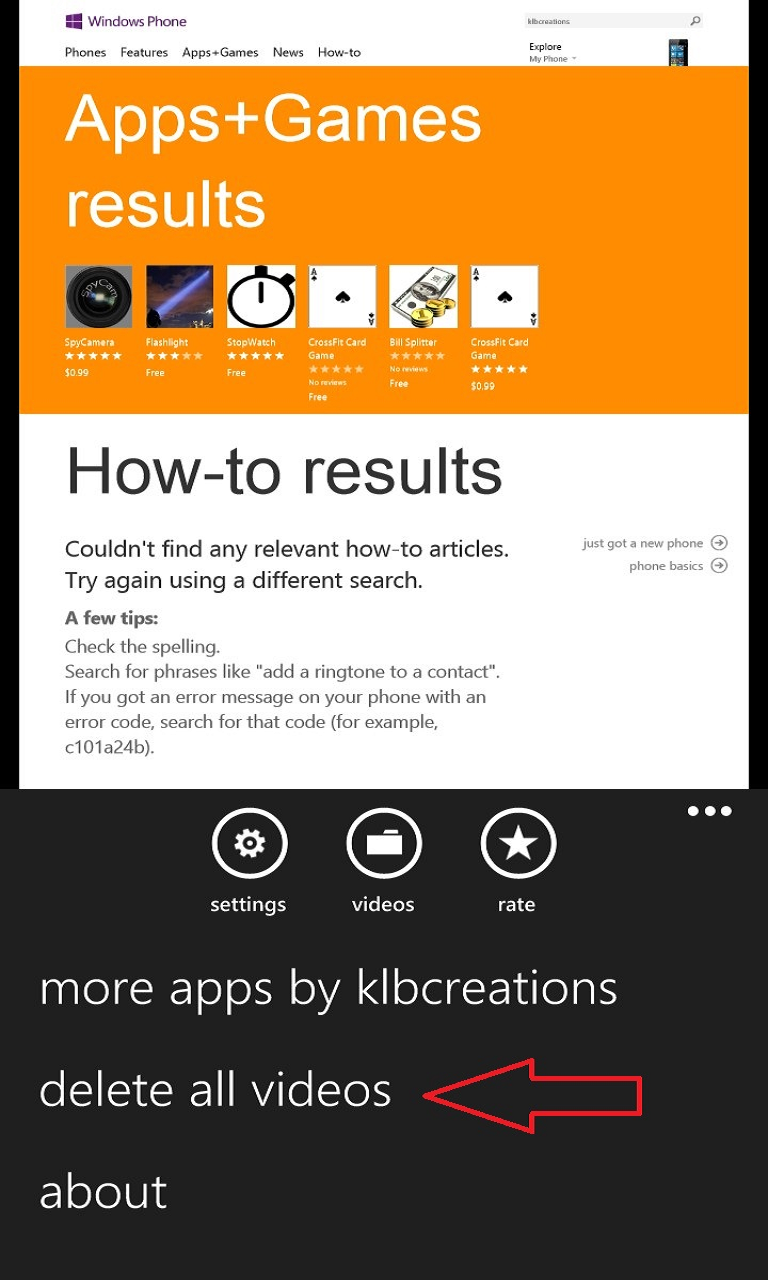 Windows Phone
klbcreations
Phones Features Apps+Games News How-to
Explore
My Phone
Apps+Games
results
SpyCam
SpyCamera
$0.99
Flashlight
Free
StopWatch
Free
A
A
CrossFit Card
Game
No reviews
Free
Bill Splitter
No reviews
Free
A
A
CrossFit Card
Game
$0.99
How-to results
Couldn't find any relevant how-to articles.
Try again using a different search.
just got a new phone
phone basics
A few tips:
Check the spelling.
Search for phrases like "add a ringtone to a contact".
If you got an error message on your phone with an
error code, search for that code (for example,
c101a24b).
settings videos rate
more apps by klbcreations
delete all videos
about